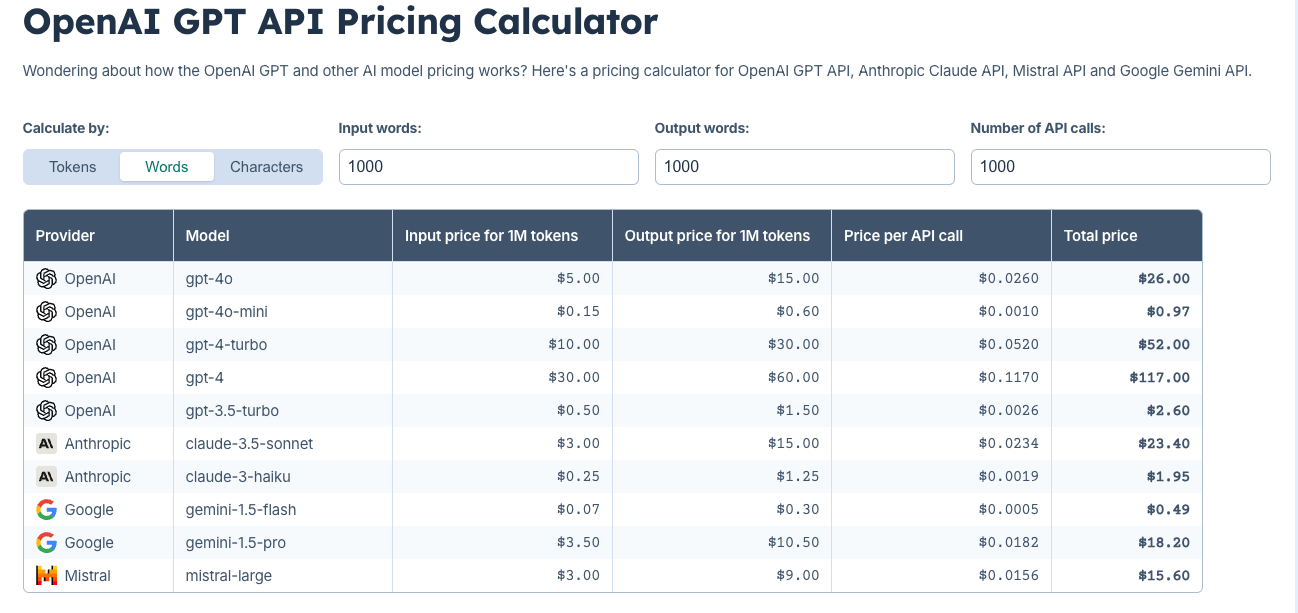 OpenAI GPT API Pricing Calculator
Wondering about how the OpenAI GPT and other AI model pricing works? Here's a pricing calculator for OpenAI GPT API, Anthropic Claude API, Mistral API and Google Gemini API.
Calculate by: Input words: Output words: Number of API calls:
Tokens Words Characters 1000 1000 1000
Provider Model Input price for 1M tokens Output price for 1M tokens Price per API call Total price
OpenAI gpt-4o $5.00 $15.00 $0.0260 $26.00
OpenAI gpt-4o-mini $0.15 $0.60 $0.0010 $0.97
OpenAI gpt-4-turbo $10.00 $30.00 $0.0520 $52.00
OpenAI gpt-4 $30.00 $60.00 $0.1170 $117.00
OpenAI gpt-3.5-turbo $0.50 $1.50 $0.0026 $2.60
Anthropic claude-3.5-sonnet $3.00 $15.00 $0.0234 $23.40
Anthropic claude-3-haiku $0.25 $1.25 $0.0019 $1.95
Google gemini-1.5-flash $0.07 $0.30 $0.0005 $0.49
Google gemini-1.5-pro $3.50 $10.50 $0.0182 $18.20
Mistral mistral-large $3.00 $9.00 $0.0156 $15.60